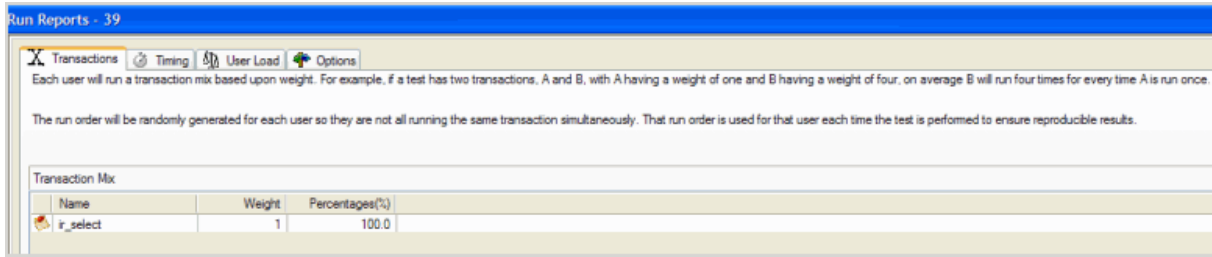 Run Reports - 39
Transactions Timing User Load Options
Each user will run a transaction mix based upon weight. For example, if a test has two transactions, A and B, with A having a weight of one and B having a weight of four, on average B will run four times for every time A is run once.
The run order will be randomly generated for each user so they are not all running the same transaction simultaneously. That run order is used for that user each time the test is performed to ensure reproducible results.
Transaction Mix
Name Weight Percentages(%)
ir_select 1 100.0